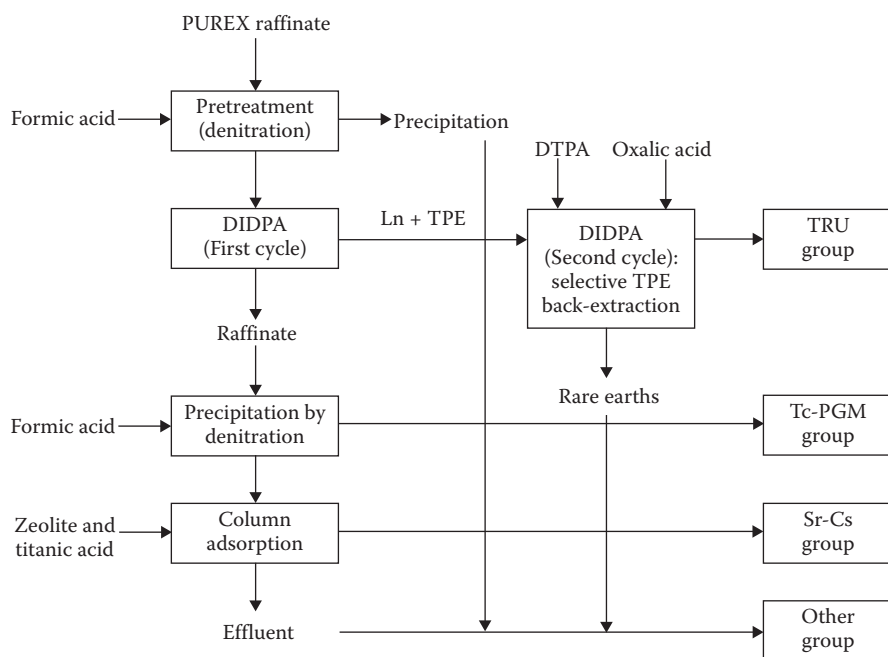 PUREX raffinate
Formic acid
Pretreatment
(denitration)
Precipitation
DTPA
Oxalic acid
DIDPA
(First cycle)
Ln + TPE
DIDPA
(Second cycle):
selective TPE
back-extraction
TRU
group
Raffinate
Rare earths
Formic acid
Precipitation by
denitration
Tc-PGM
group
Zeolite and
titanic acid
Column
adsorption
Sr-Cs
group
Effluent
Other
group